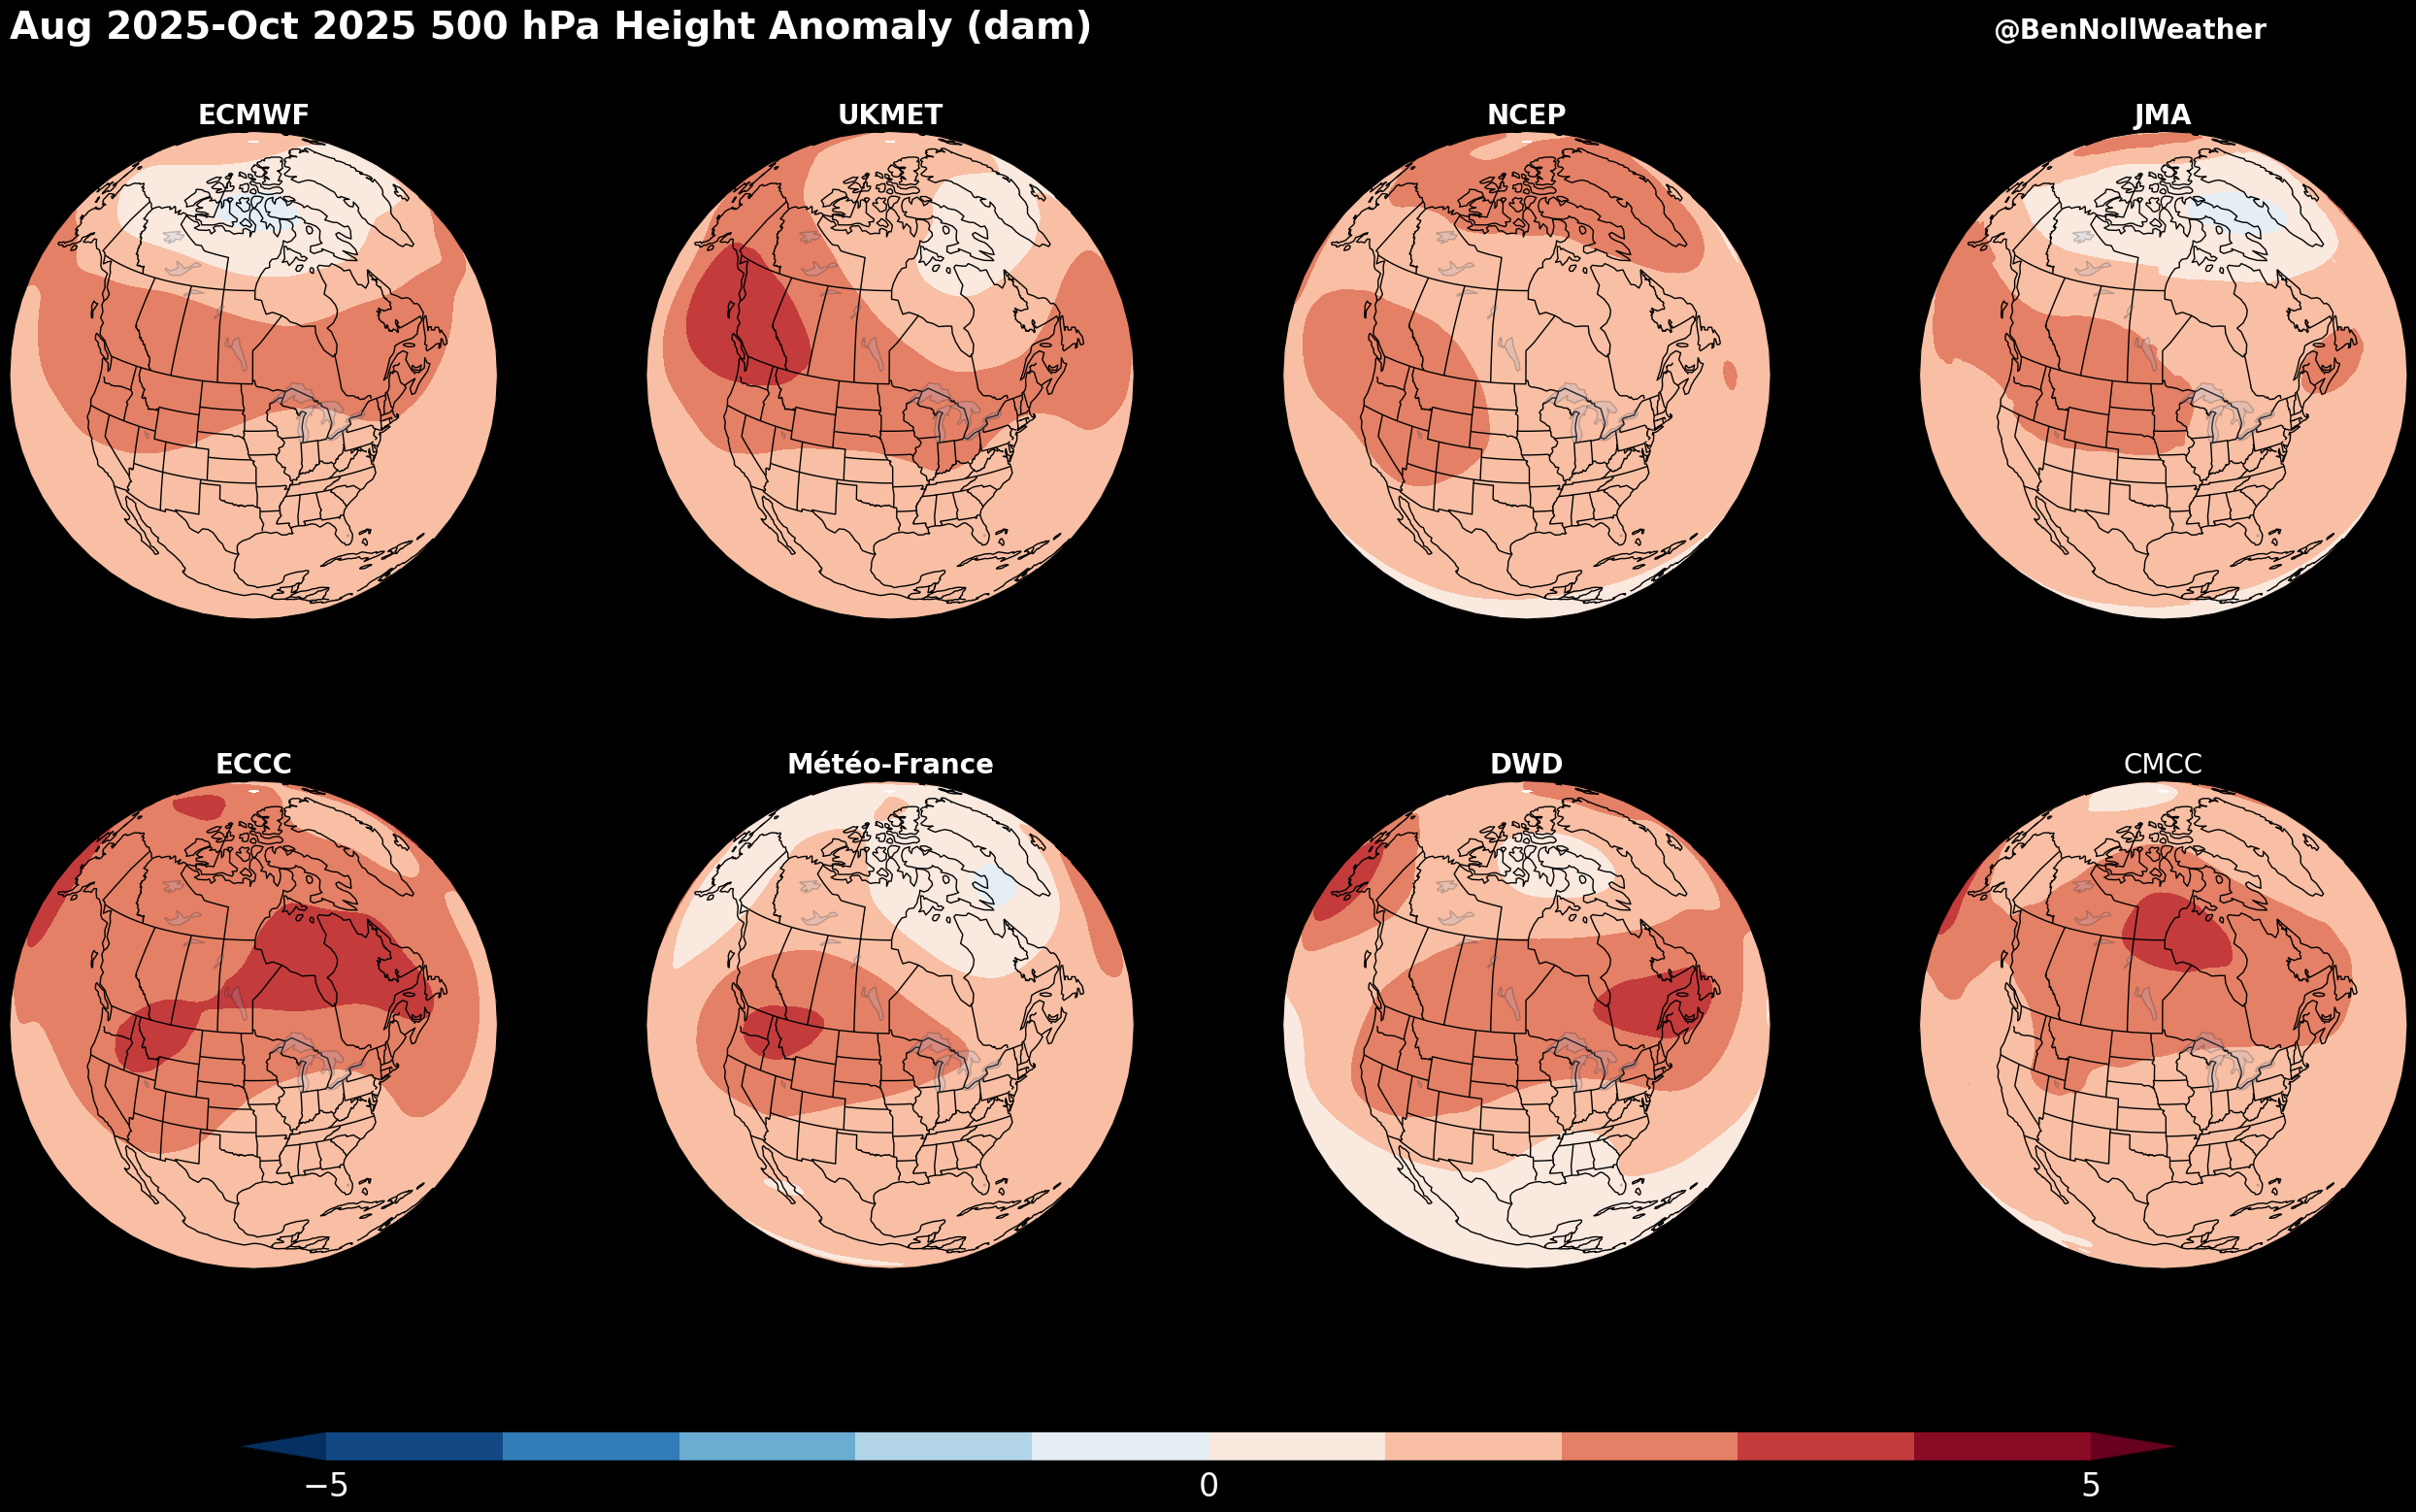 Aug 2025-Oct 2025 500 hPa Height Anomaly (dam)
@BenNollWeather
ECMWF
UKMET
NCEP
JMA
ECCC
Météo-France
DWD
CMCC
−5
0
5